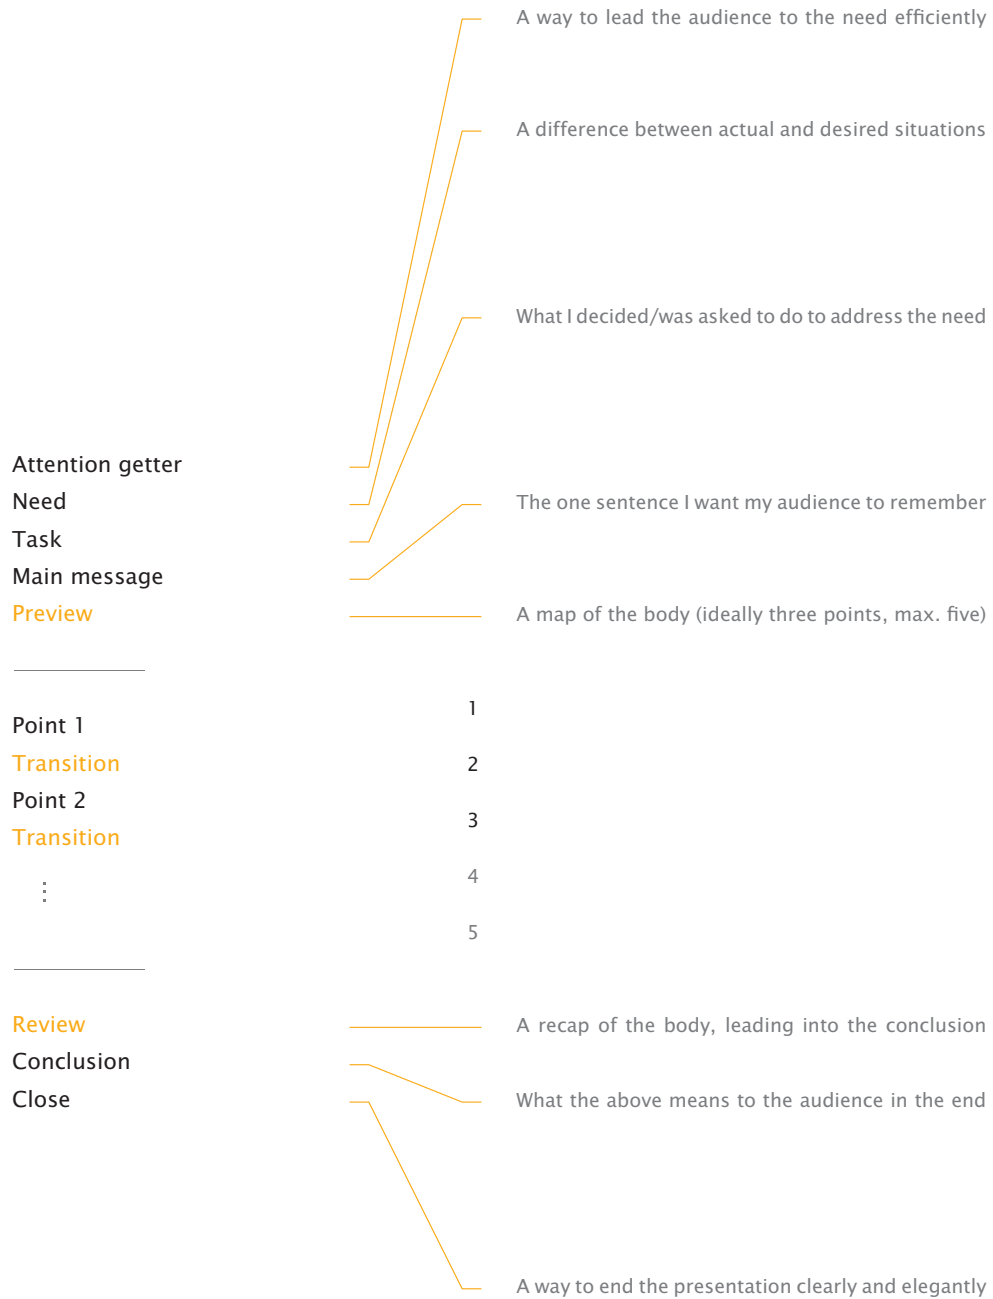 A way to lead the audience to the need efficiently
A difference between actual and desired situations
What I decided/was asked to do to address the need
Attention getter
Need
The one sentence I want my audience to remember
Task
Main message
Preview
A map of the body (ideally three points, max. five)
1
Point 1
Transition
2
Point 2
3
Transition
4
5
Review
A recap of the body, leading into the conclusion
Conclusion
Close
What the above means to the audience in the end
A way to end the presentation clearly and elegantly